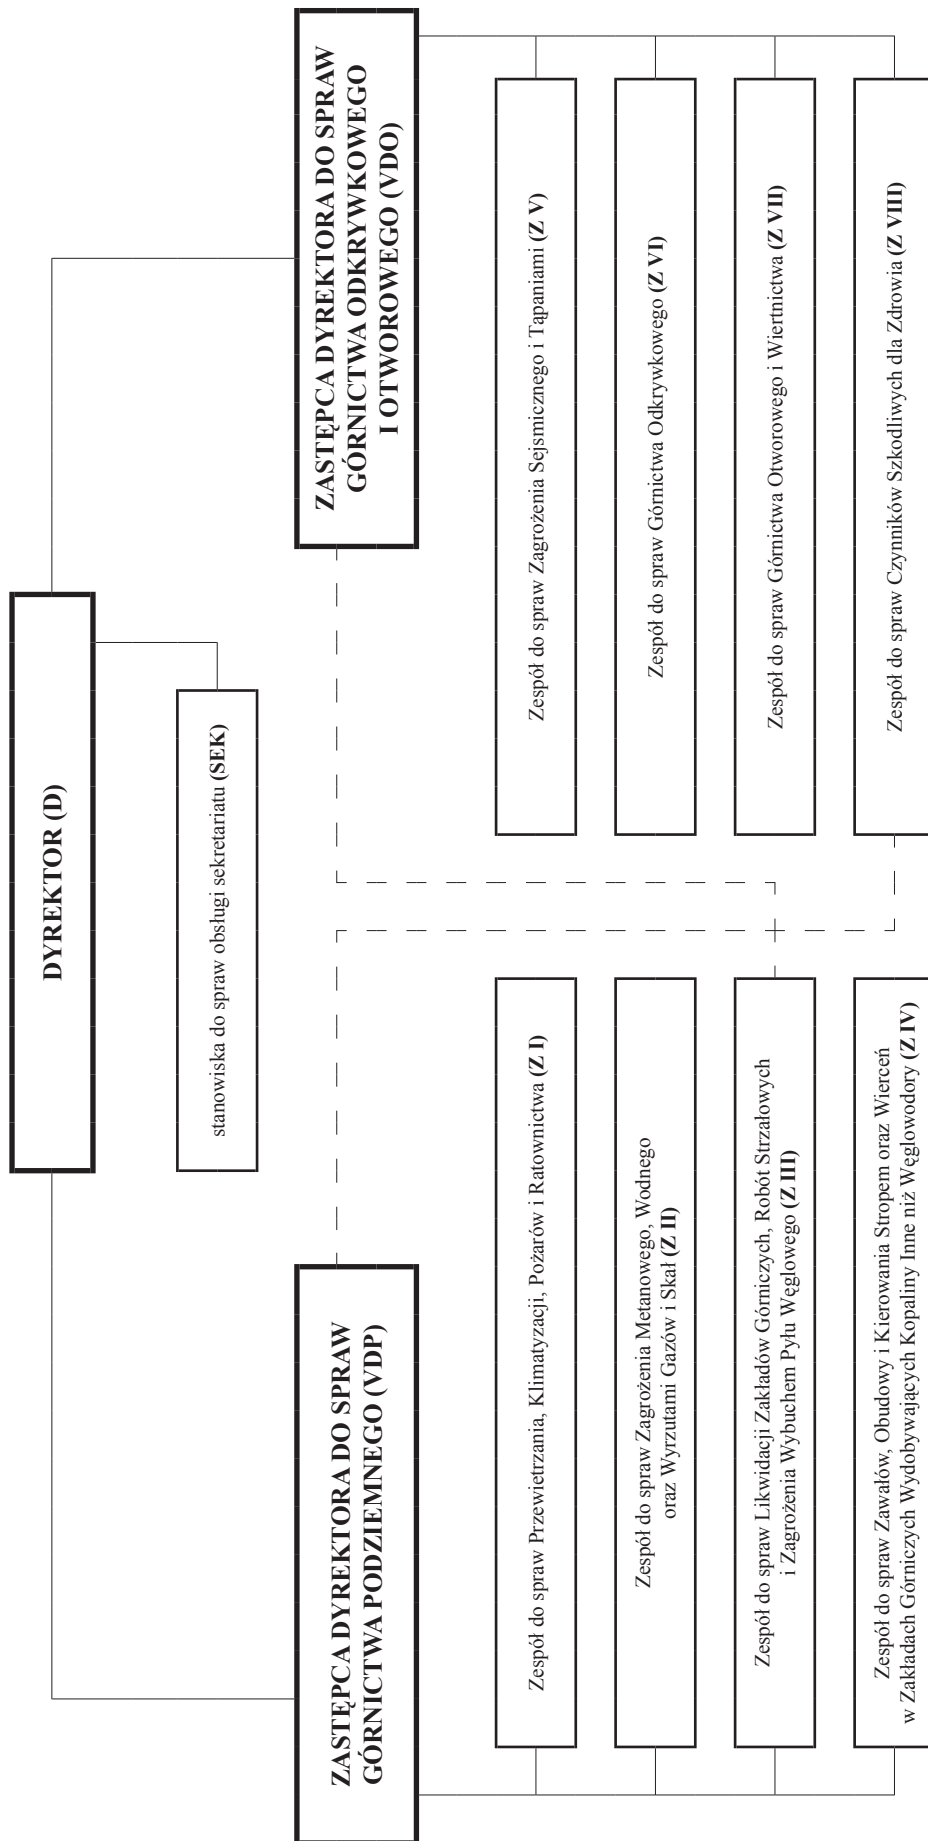 DYREKTOR (D)
stanowiska do spraw obsługi sekretariatu (SEK)
ZASTĘPCA DYREKTORA DO SPRAW
GÓRNICTWA PODZIEMNEGO (VDP)
ZASTĘPCA DYREKTORA DO SPRAW
GÓRNICTWA ODKRYWKOWEGO
I OTWOROWEGO (VDO)
Zespół do spraw Przewietrzania, Klimatyzacji, Pożarów i Ratownictwa (Z I)
Zespół do spraw Zagrożenia Metanowego, Wodnego
oraz Wyrzutami Gazów i Skał (Z II)
Zespół do spraw Likwidacji Zakładów Górniczych, Robót Strzałowych
i Zagrożenia Wybuchem Pyłu Węglowego (Z III)
Zespół do spraw Zawałów, Obudowy i Kierowania Stropem oraz Wierceń
w Zakładach Górniczych Wydobywających Kopaliny Inne niż Węglowodory (Z IV)
Zespół do spraw Zagrożenia Sejsmicznego i Tąpaniami (Z V)
Zespół do spraw Górnictwa Odkrywkowego (Z VI)
Zespół do spraw Górnictwa Otworowego i Wiertnictwa (Z VII)
Zespół do spraw Czynników Szkodliwych dla Zdrowia (Z VIII)